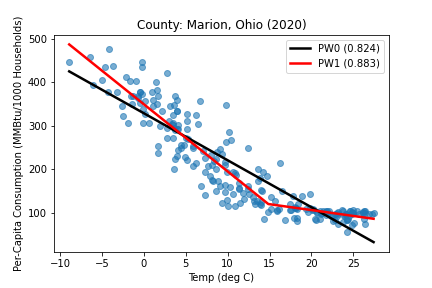 County: Marion, Ohio (2020)
Per-Capita Consumption (MMBtu/1000 Households)
500
400
300
200
100
PW0 (0.824)
PW1 (0.883)
−10 −5 0 5 10 15 20 25
Temp (deg C)